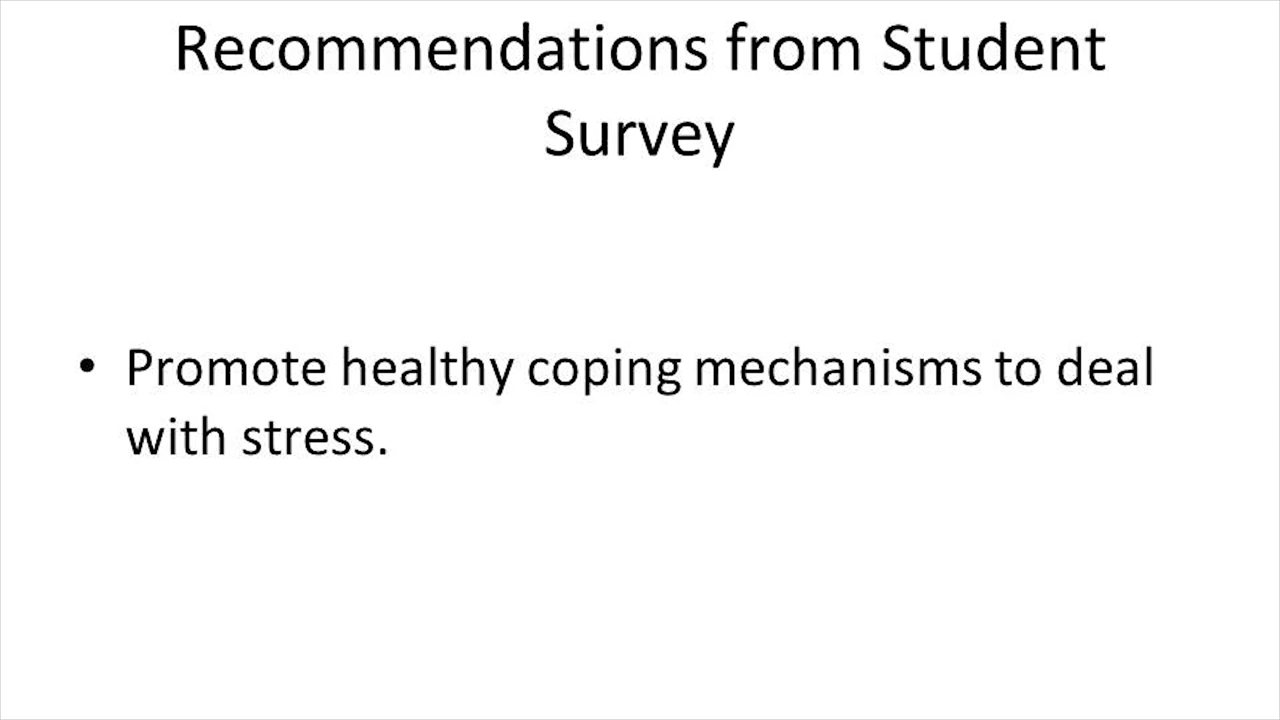 Recommendations from Student
Survey
• Promote healthy coping mechanisms to deal
with stress.